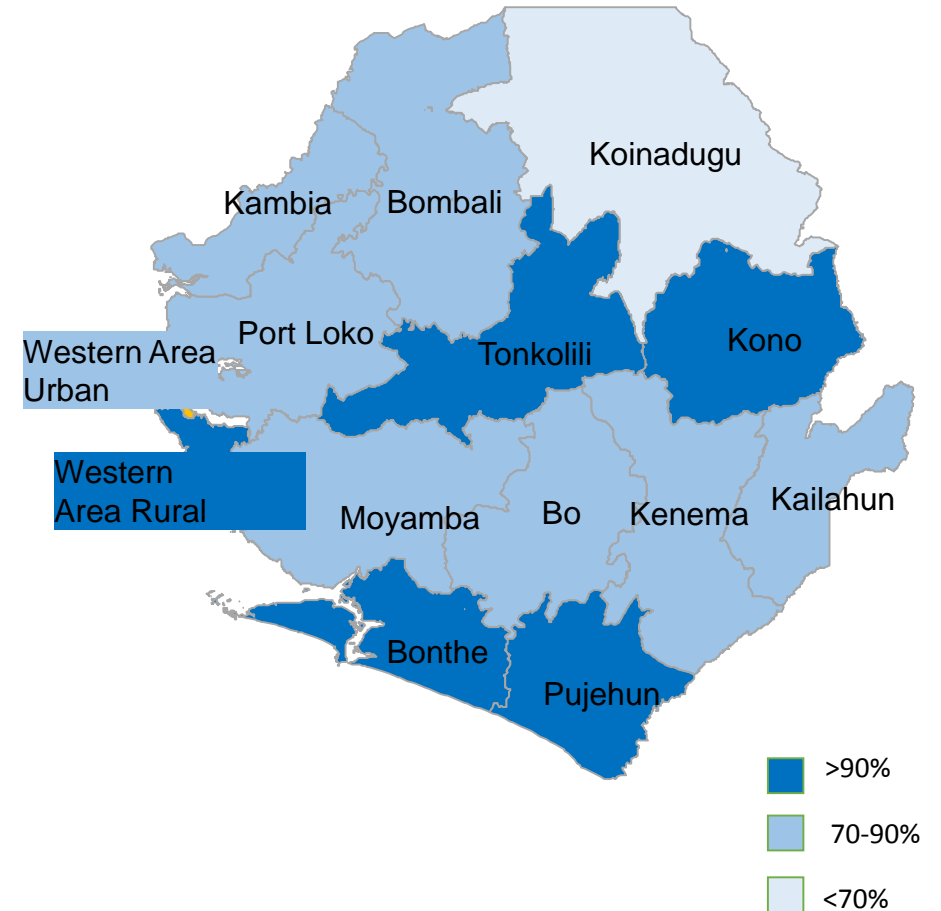 Koinadugu
Kambia
Bombali
Port Loko
Tonkolili
Kono
Western Area
Urban
Western
Area Rural
Moyamba
Bo
Kenema
Kailahun
Bonthe
Pujehun
>90%
70-90%
<70%